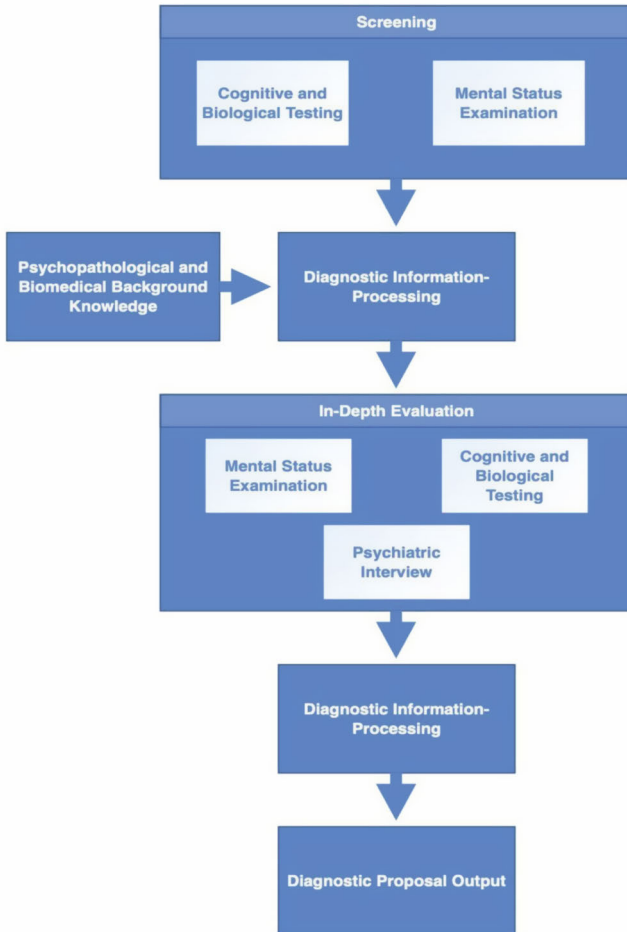 Screening
Cognitive and
Biological Testing
Mental Status
Examination
Psychopathological and
Biomedical Background
Knowledge
Diagnostic Information-
Processing
In-Depth Evaluation
Mental Status
Examination
Cognitive and
Biological
Testing
Psychiatric
Interview
Diagnostic Information-
Processing
Diagnostic Proposal Output